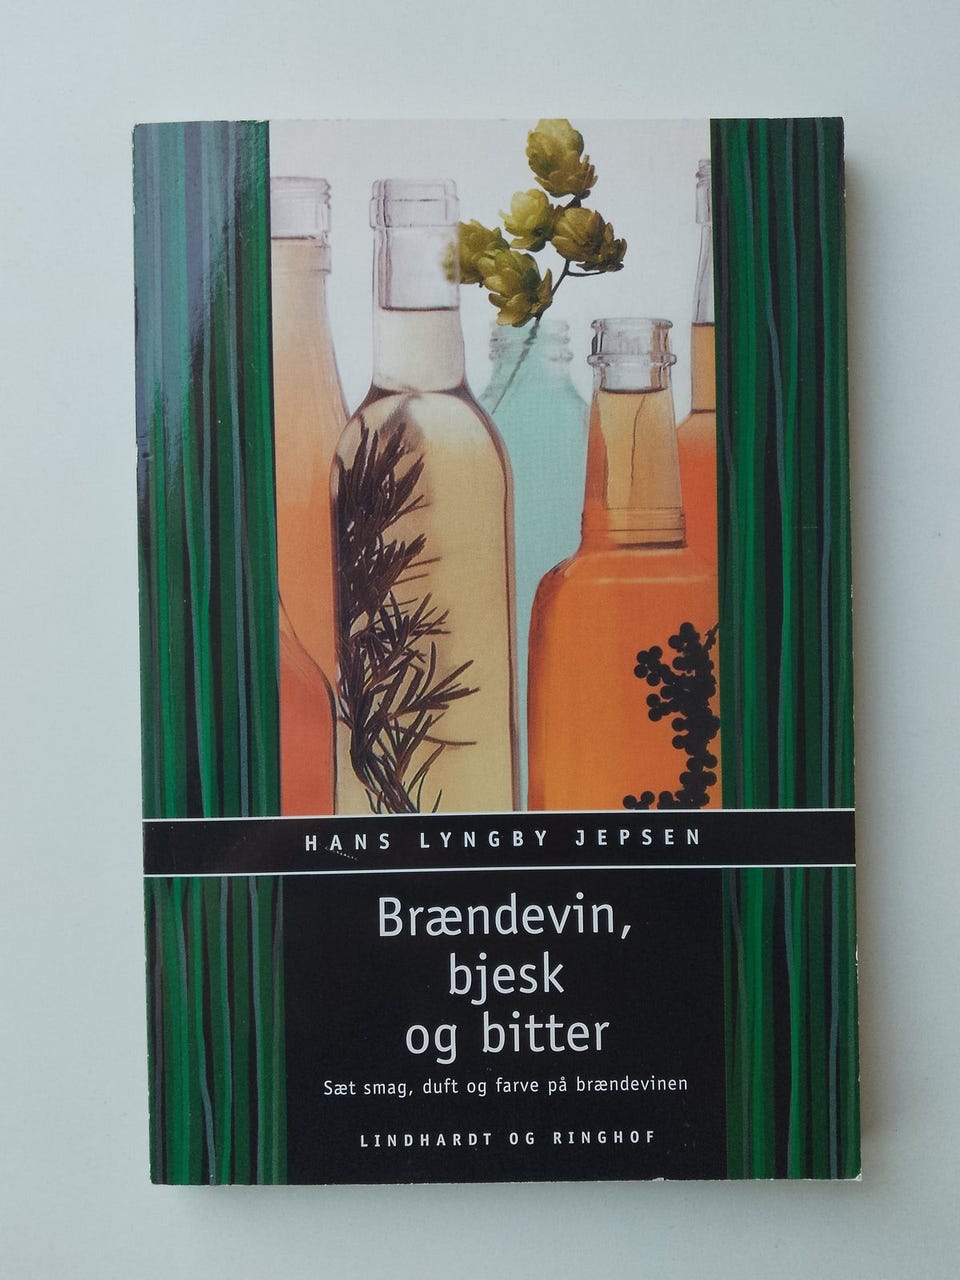 HANS LYNGBY JEPSEN
Brændevin,
bjesk
og bitter
Sæt smag, duft og farve på brændevinen
LINDHARDT OG RINGHOF